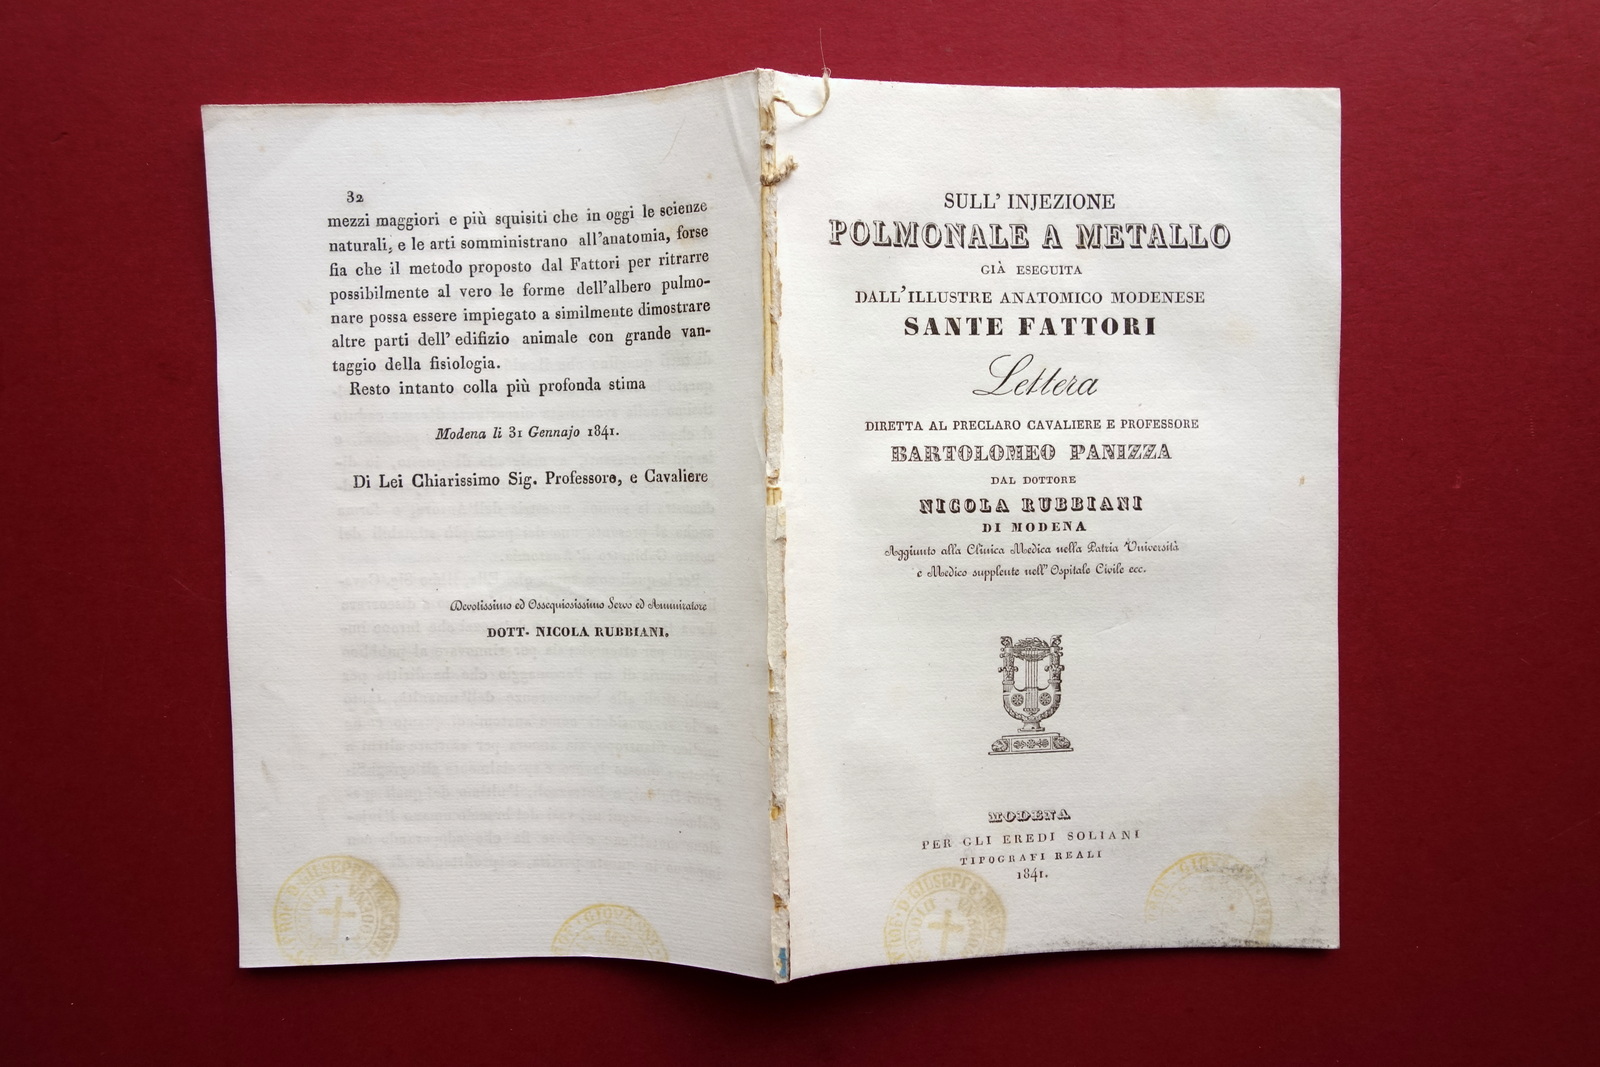 32
mezzi maggiori e più squisiti che in oggi le scienze
naturali, e le arti somministrano all'anatomia, forse
fia che il metodo proposto dal Fattori per ritrarre
possibilmente al vero le forme dell'albero pulmo-
nare possa essere impiegato a similmente dimostrare
altre parti dell' edifizio animale con grande van-
taggio della fisiologia.
Resto intanto colla più profonda stima
Modena li 31 Gennajo 1841.
Di Lei Chiarissimo Sig. Professore, e Cavaliere
Devotissimo ed Ossequiosissimo Servo ed Ammiratore
DOTT. NICOLA RUBBIANI.
SULL' INJEZIONE
POLMONALE A METALLO
GIÀ ESEGUITA
DALL'ILLUSTRE ANATOMICO MODENESE
SANTE FATTORI
Lettera
DIRETTA AL PRECLARO CAVALIERE E PROFESSORE
BARTOLOMEO PANIZZA
DAL DOTTORE
NICOLA RUBBIANI
DI MODENA
Aggiunto alla Clinica Medica nella Patria Università
e Medico supplente nell' Ospitale Civile ecc.
MODENA
PER GLI EREDI SOLIANI
TIPOGRAFI REALI
1841.